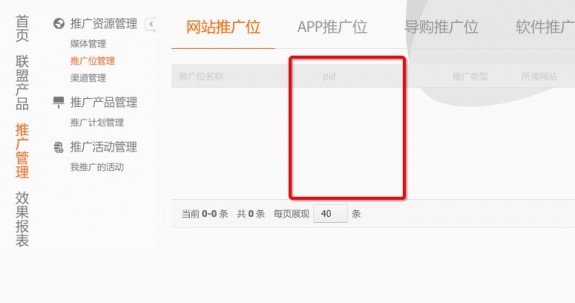 首页
联盟产品
推广管理
效果报表
推广资源管理
媒体管理
推广位管理
渠道管理
推广产品管理
推广计划管理
推广活动管理
我推广的活动
网站推广位 APP推广位 导购推广位 软件推广
推广位名称 pid 推广类型 所属网站
当前 0-0 条 共 0 条 每页展现 40 条